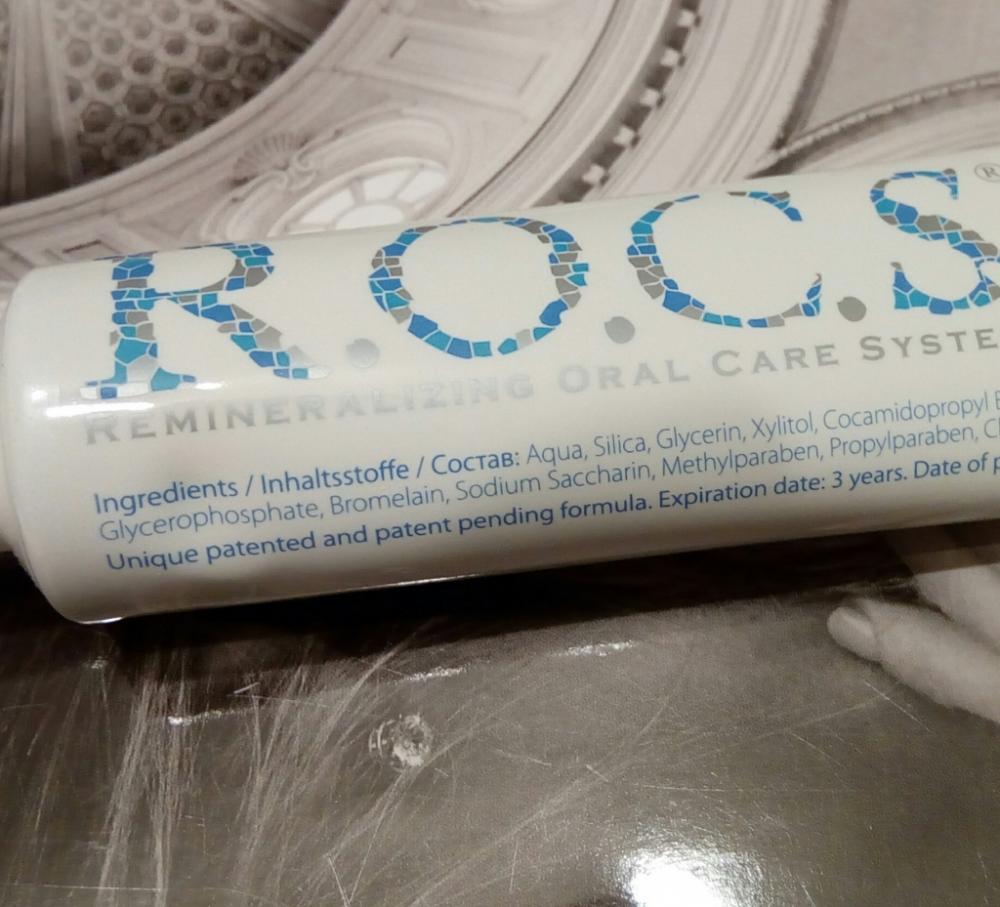 R.O.C.S ®
REMINERALIZING ORAL CARE
Ingredients / Inhaltsstoffe / Состав: Aqua, Silica, Glycerin, Xylitol, Cocamidopropyl
Glycerophosphate, Bromelain, Sodium Saccharin, Methylparaben, Propylparaben,
Unique patented and patent pending formula. Expiration date: 3 years. Date of